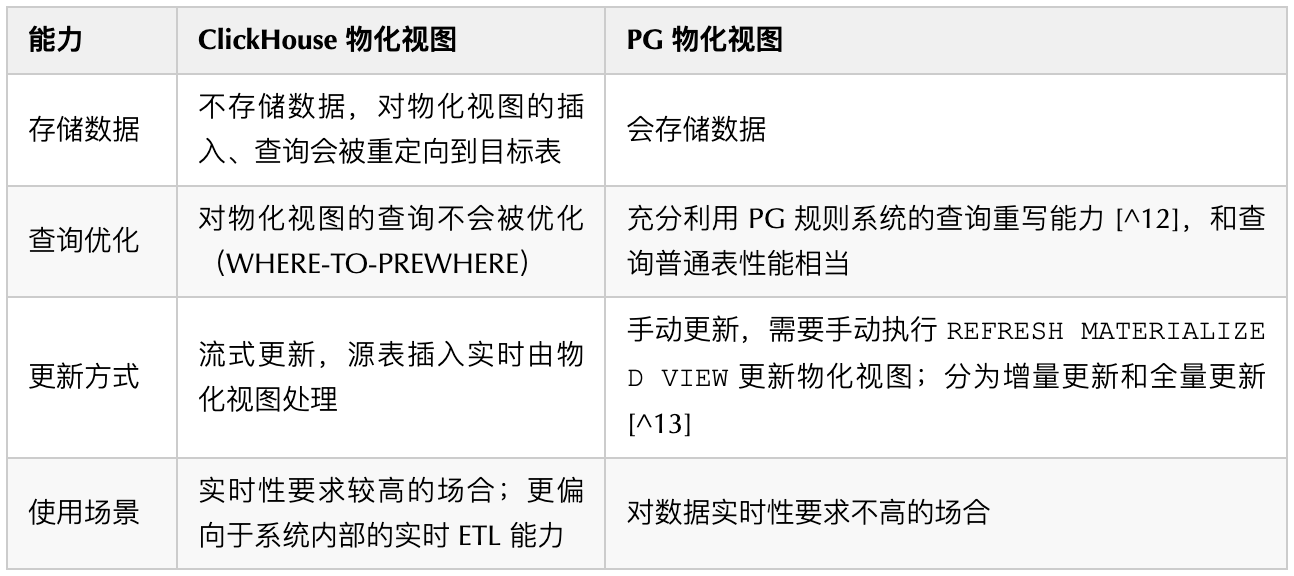 能力
ClickHouse 物化视图
PG 物化视图
存储数据
不存储数据，对物化视图的插
入、查询会被重定向到目标表
会存储数据
查询优化
对物化视图的查询不会被优化
（WHERE-TO-PREWHERE）
充分利用 PG 规则系统的查询重写能力 [^12]，和查
询普通表性能相当
更新方式
流式更新，源表插入实时由物
化视图处理
手动更新，需要手动执行 REFRESH MATERIALIZE
D VIEW 更新物化视图；分为增量更新和全量更新
[^13]
使用场景
实时性要求较高的场合；更偏
向于系统内部的实时 ETL 能力
对数据实时性要求不高的场合